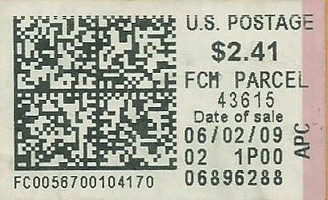 U.S. POSTAGE
$2.41
FCM PARCEL
43615
Date of sale
06/02/09
02 1P00
06896288
APC
FC0056700104170